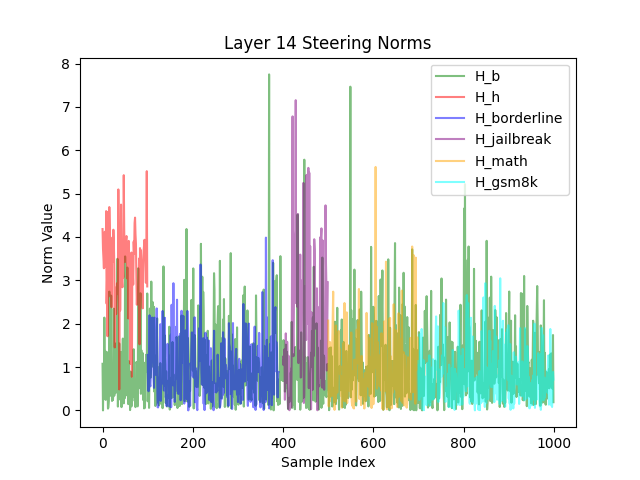 Layer 14 Steering Norms
H_b
H_h
H_borderline
H_jailbreak
H_math
H_gsm8k
Norm Value
8
7
6
5
4
3
2
1
0
0 200 400 600 800 1000
Sample Index